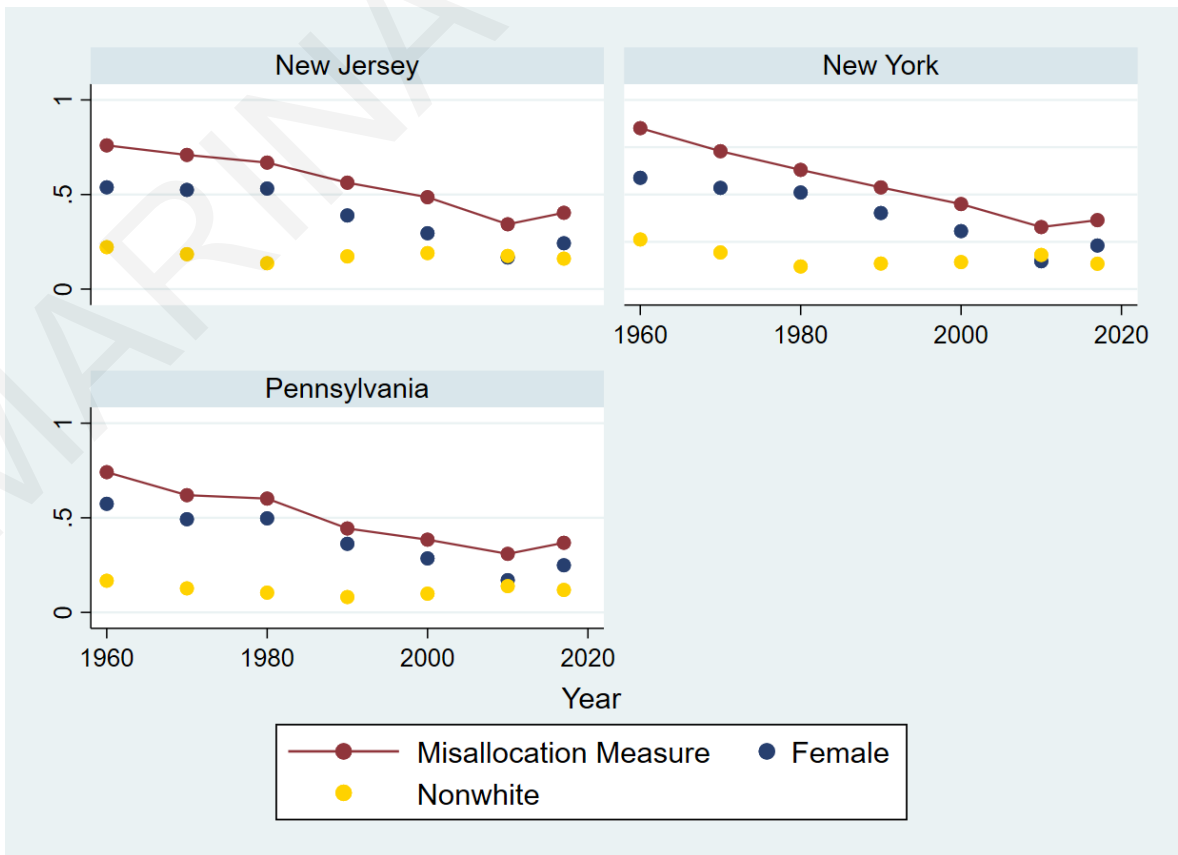 New Jersey
New York
1
.5
0
1960 1980 2000 2020
Pennsylvania
1
.5
0
1960 1980 2000 2020
Year
Misallocation Measure Female
Nonwhite
MARINA